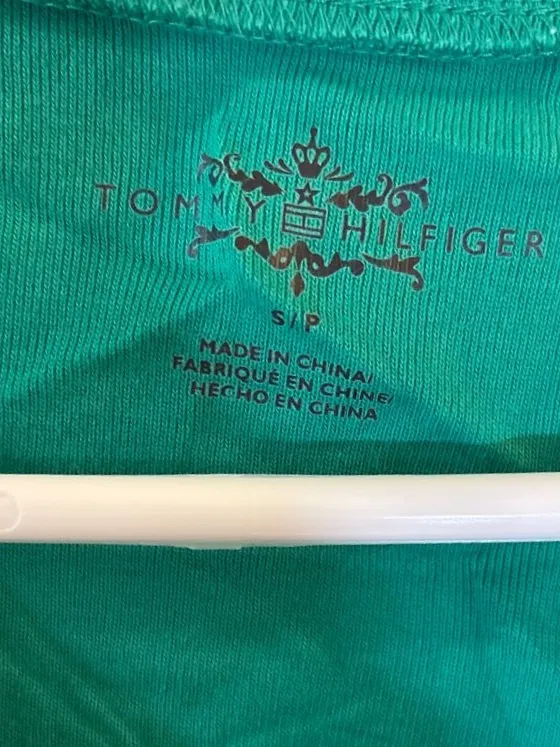 TOMMY HILFIGER
S/P
MADE IN CHINA/
FABRIQUÉ EN CHINE/
HECHO EN CHINA